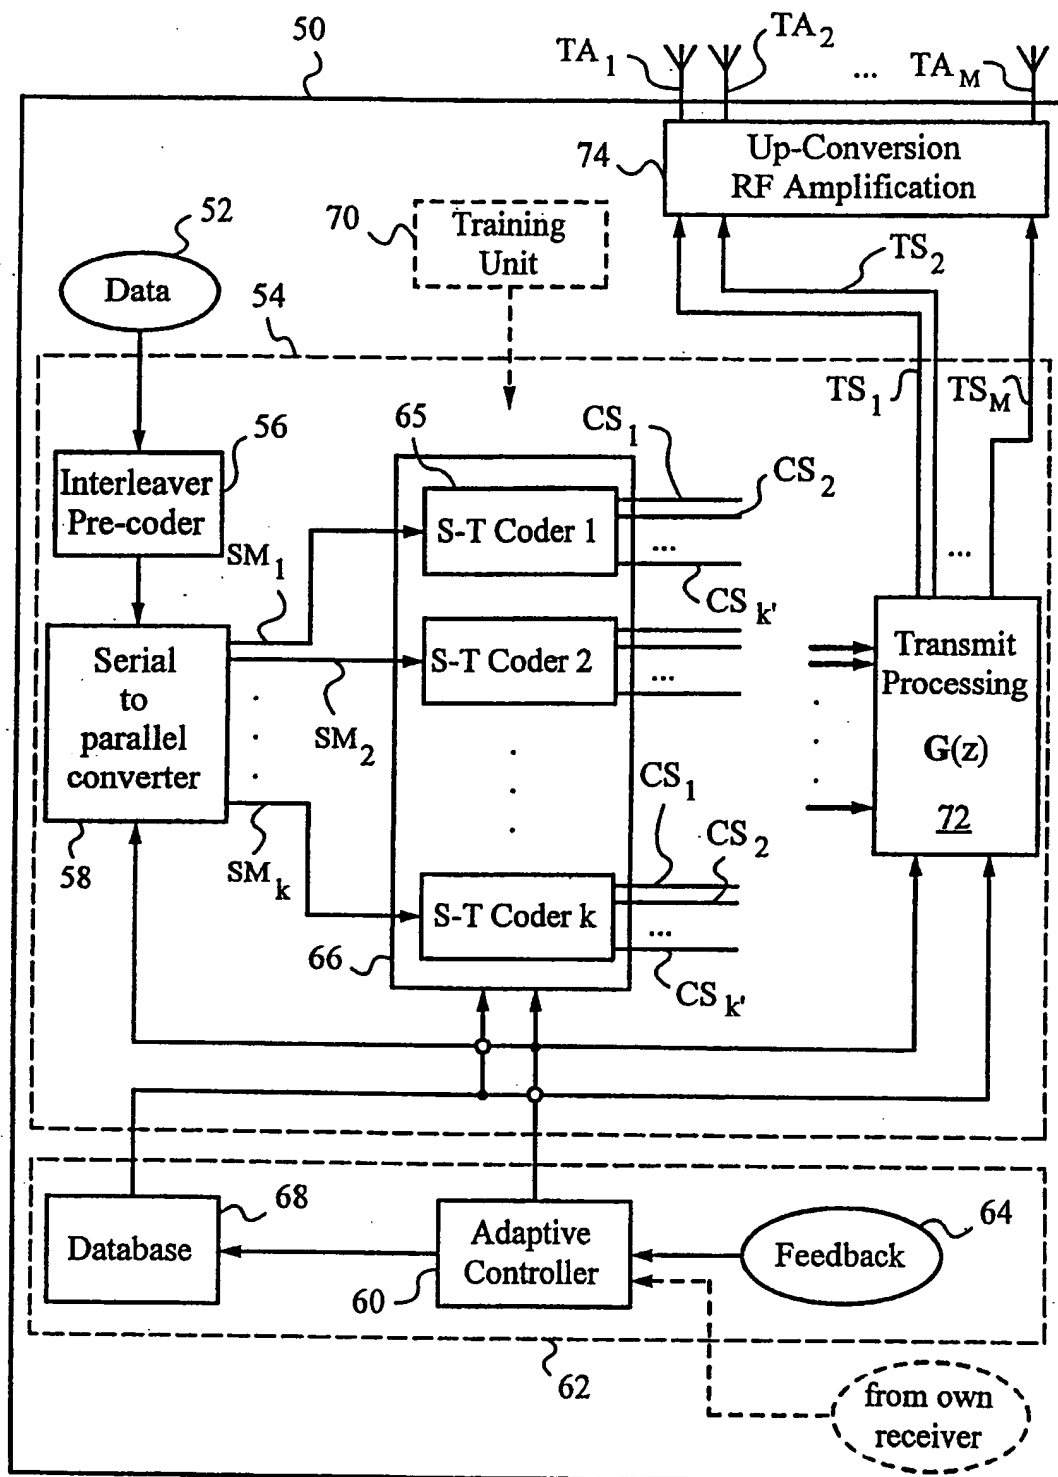 50
TA1
TA2
...
TAM
74
Up-Conversion
RF Amplification
52
70
Training
Unit
TS2
Data
54
TS1
TSM
65
CS1
56
Interleaver
Pre-coder
S-T Coder 1
CS2
...
SM1
CSk'
...
Serial
to
parallel
converter
S-T Coder 2
...
Transmit
Processing
G(z)
72
SM2
CS1
CS2
58
SMk
S-T Coder k
...
66
CSk'
68
Database
Adaptive
Controller
60
64
Feedback
62
from own
receiver